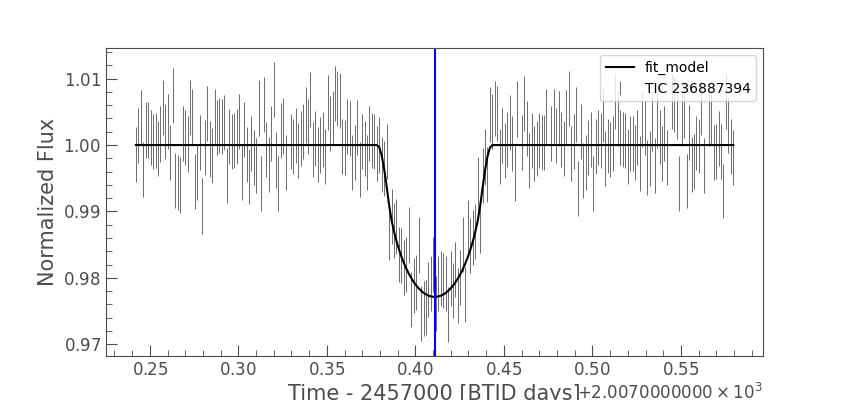 fit_model
TIC 236887394
1.01
1.00
0.99
0.98
0.97
Normalized Flux
0.25 0.30 0.35 0.40 0.45 0.50 0.55
Time - 2457000 [BTJD days]
+2.0070000000 × 10³